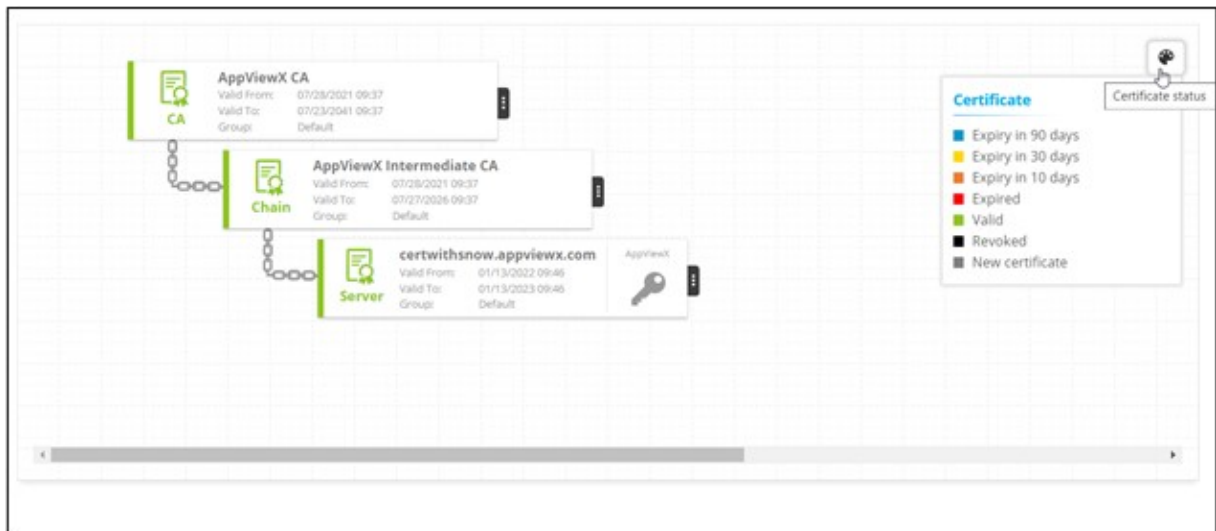 AppViewX CA
Valid From: 07/28/2021 09:37
Valid To: 07/23/2041 09:37
Group: Default
CA
AppViewX Intermediate CA
Valid From: 07/28/2021 09:37
Valid To: 07/27/2026 09:37
Group: Default
Chain
certwithsnow.appviewx.com
Valid From: 01/13/2022 09:46
Valid To: 01/13/2023 09:46
Group: Default
Server
AppViewX
Certificate status
Certificate
Expiry in 90 days
Expiry in 30 days
Expiry in 10 days
Expired
Valid
Revoked
New certificate